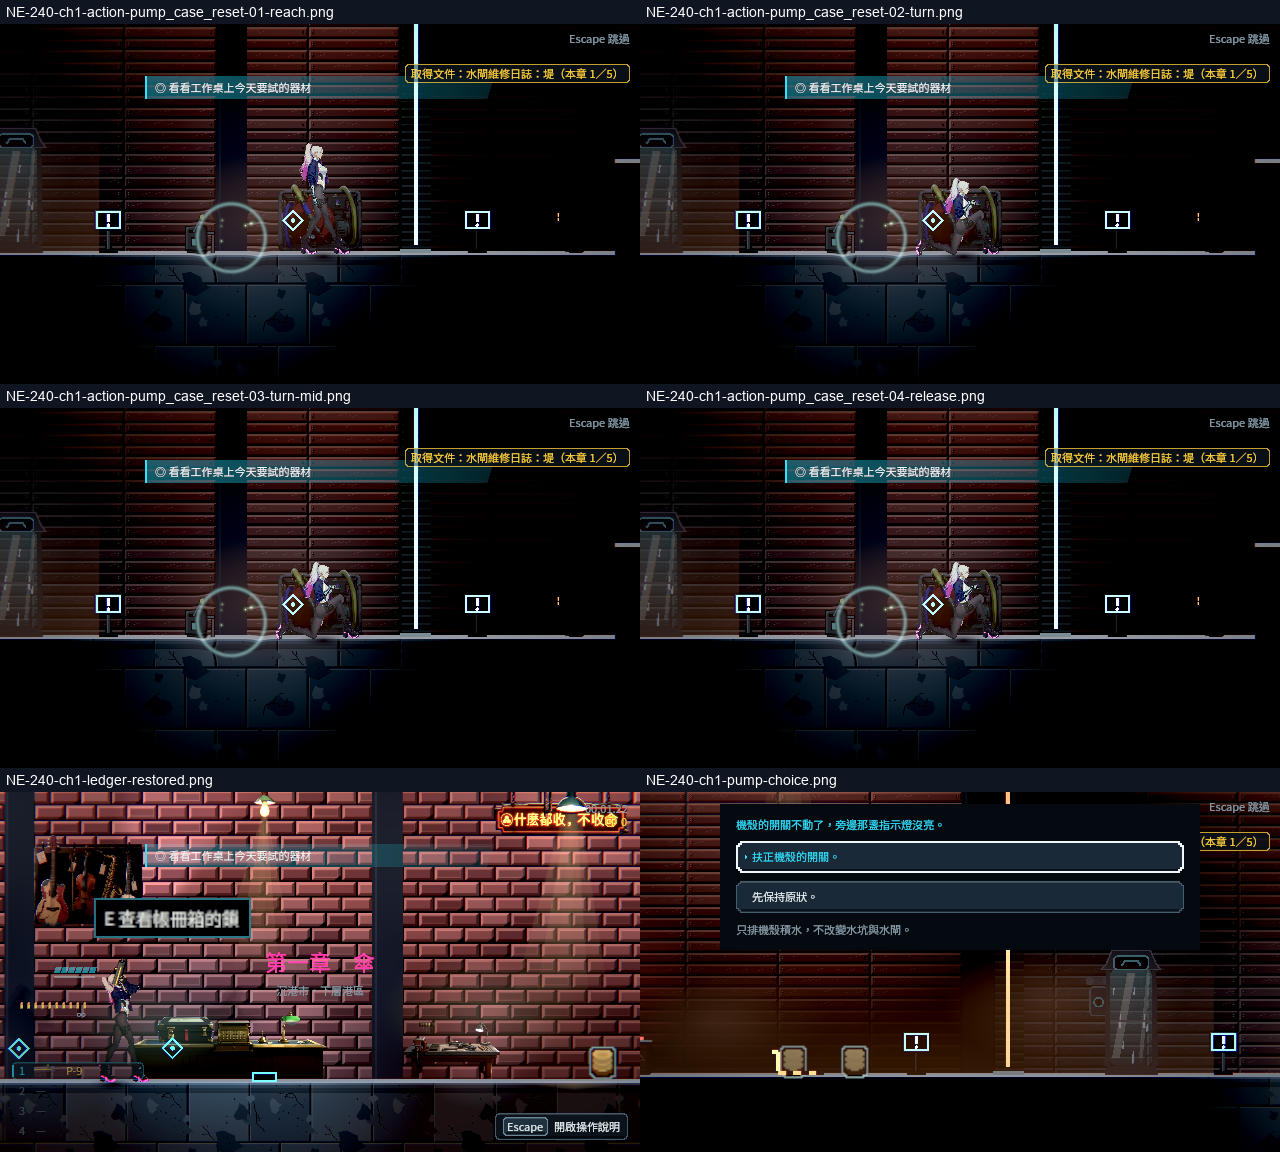 NE-240-ch1-action-pump_case_reset-01-reach.png
Escape 跳過
取得文件：水閘維修日誌：堤（本章 1／5）
◎ 看看工作桌上今天要試的器材
NE-240-ch1-action-pump_case_reset-02-turn.png
Escape 跳過
取得文件：水閘維修日誌：堤（本章 1／5）
◎ 看看工作桌上今天要試的器材
NE-240-ch1-action-pump_case_reset-03-turn-mid.png
Escape 跳過
取得文件：水閘維修日誌：堤（本章 1／5）
◎ 看看工作桌上今天要試的器材
NE-240-ch1-action-pump_case_reset-04-release.png
Escape 跳過
取得文件：水閘維修日誌：堤（本章 1／5）
◎ 看看工作桌上今天要試的器材
NE-240-ch1-ledger-restored.png
什麼都收，不收命
◎ 看看工作桌上今天要試的器材
E 查看帳冊箱的鎖
第一章 傘
沉港市 下層港區
1 — P-9
2 —
3 —
4 —
Escape 開啟操作說明
NE-240-ch1-pump-choice.png
Escape 跳過
（本章 1／5）
機殼的開關不動了，旁邊那盞指示燈沒亮。
扶正機殼的開關。
先保持原狀。
只排機殼積水，不改變水坑與水閘。